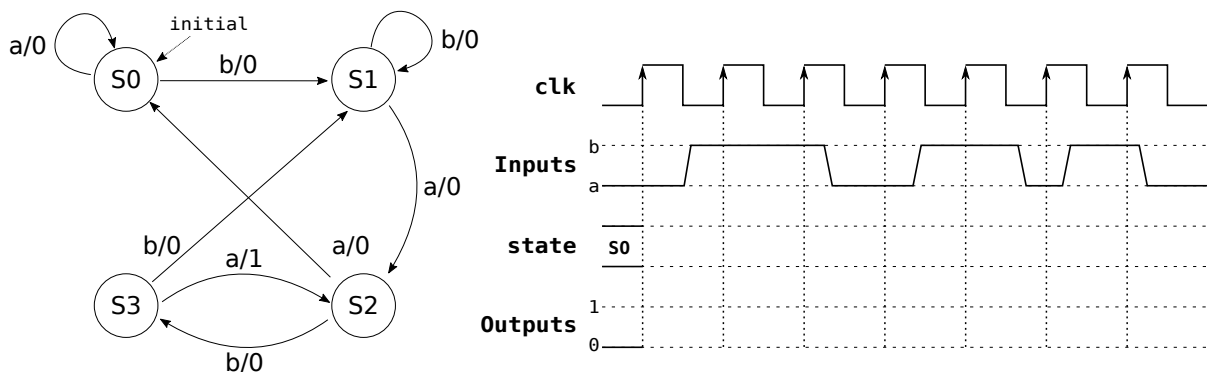 initial
a/0
b/0
S0
b/0
S1
a/0
b/0
a/0
a/1
S3
S2
b/0
clk
Inputs
b
a
state
S0
Outputs
1
0